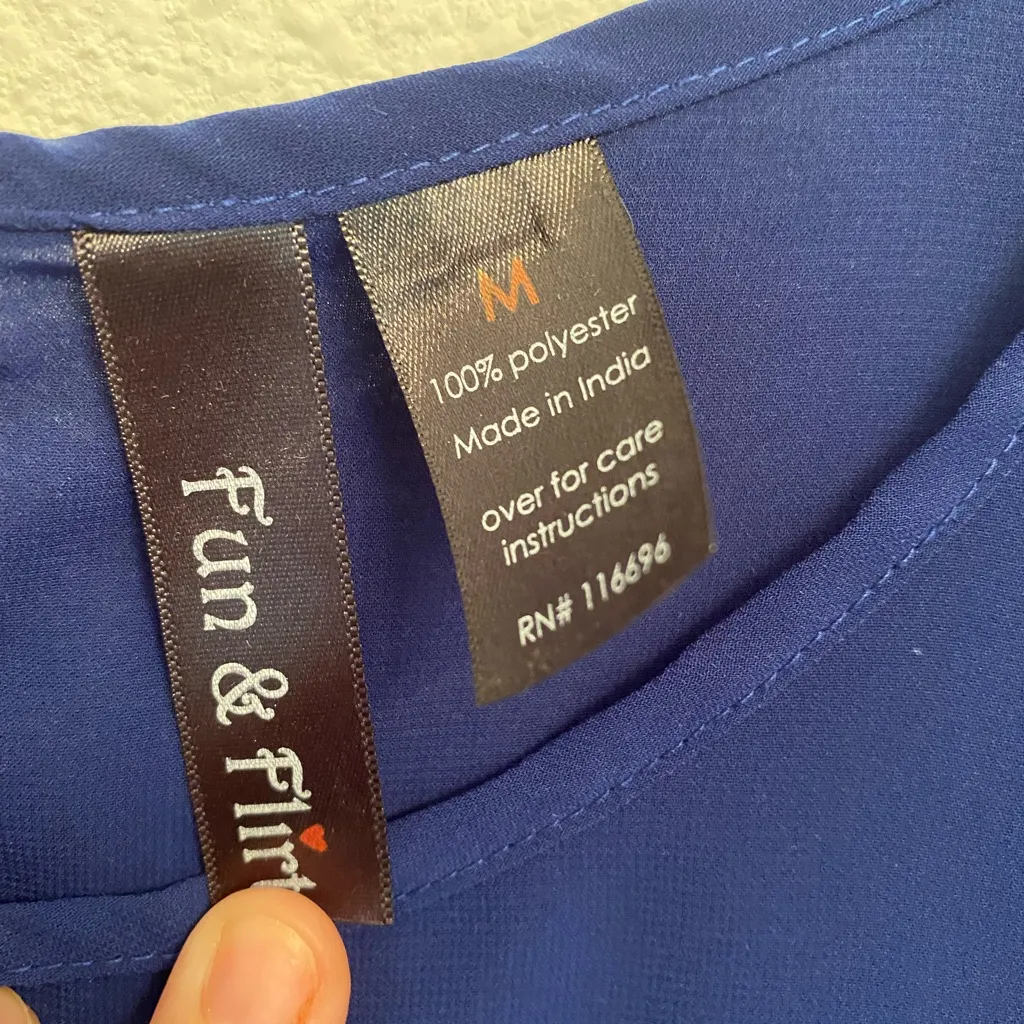 Fun & Flirt
M
100% polyester
Made in India
over for care
instructions
RN# 116696